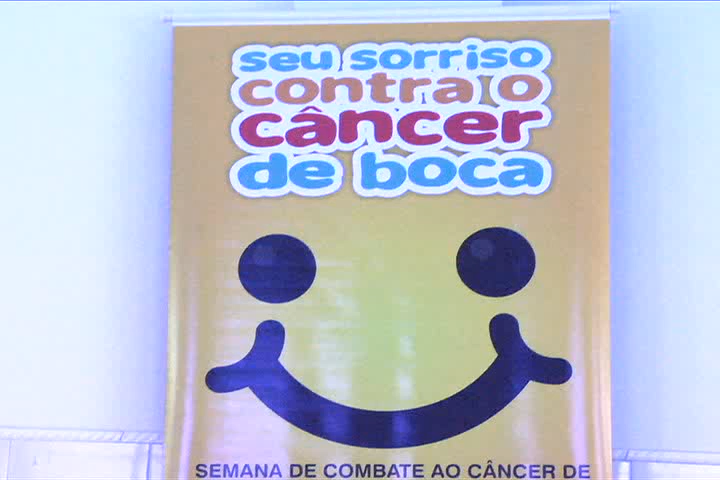 seu sorriso
contra o
câncer
de boca
SEMANA DE COMBATE AO CÂNCER DE